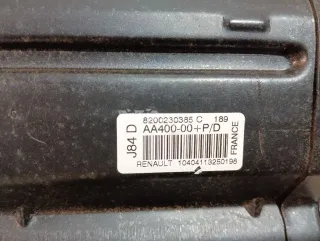 8200230385 C 189
J84 D
AA400-00+P/D
FRANCE
RENAULT 10404113250196